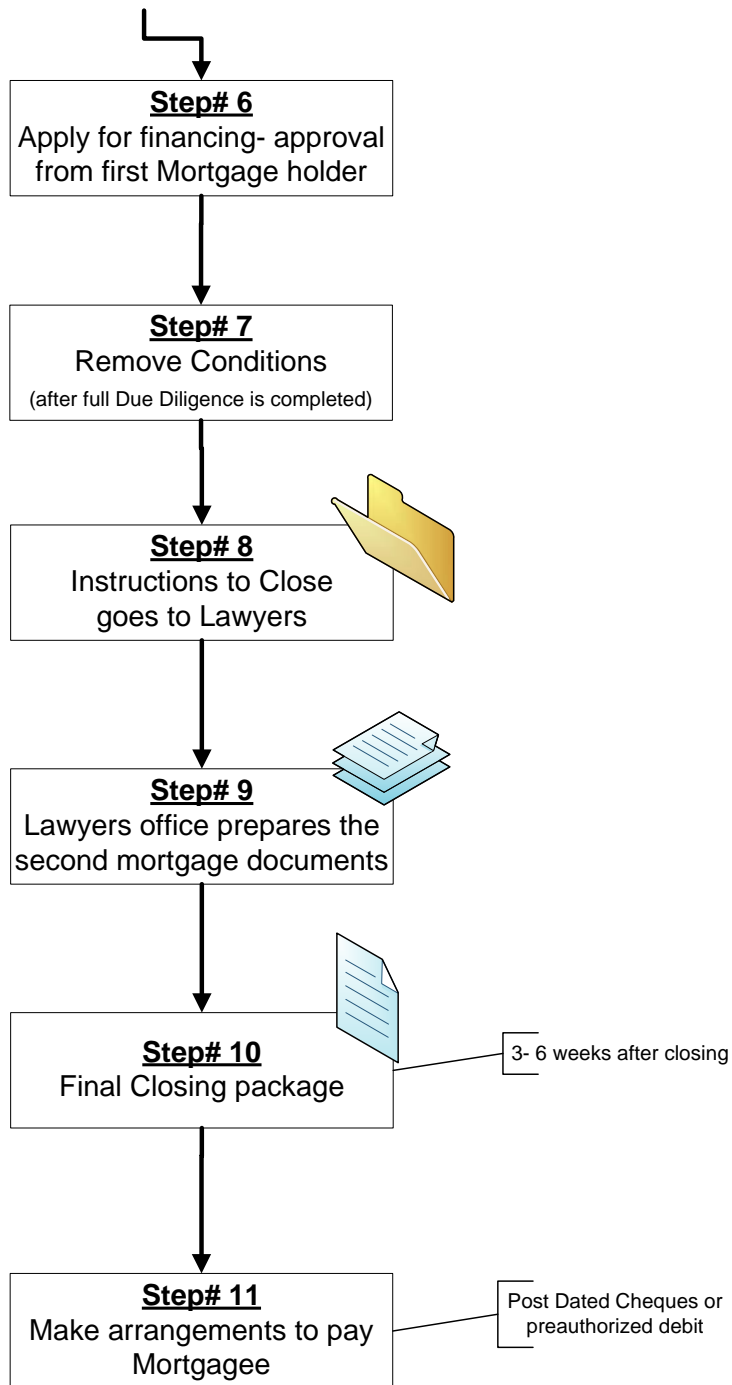 Step# 6
Apply for financing- approval
from first Mortgage holder
Step# 7
Remove Conditions
(after full Due Diligence is completed)
Step# 8
Instructions to Close
goes to Lawyers
Step# 9
Lawyers office prepares the
second mortgage documents
Step# 10
Final Closing package
3- 6 weeks after closing
Step# 11
Make arrangements to pay
Mortgagee
Post Dated Cheques or
preauthorized debit